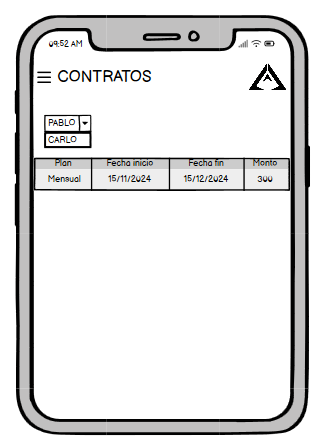 09:52 AM
CONTRATOS
PABLO
CARLO
Plan Fecha inicio Fecha fin Monto
Mensual 15/11/2024 15/12/2024 300